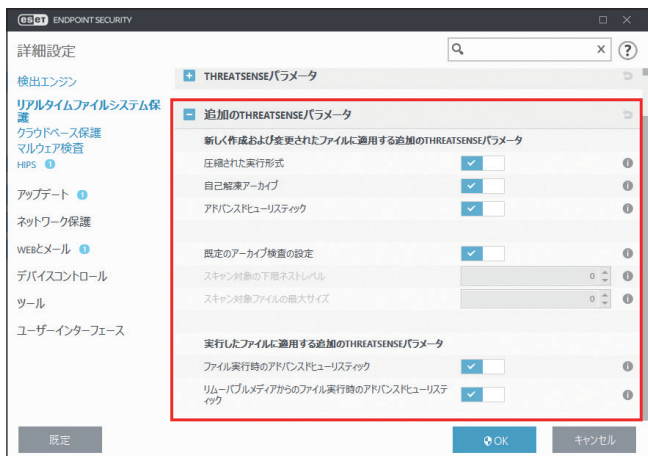 eset ENDPOINT SECURITY
詳細設定
検出エンジン
リアルタイムファイルシステム保
護
クラウドベース保護
マルウェア検査
HIPS 1
アップデート 1
ネットワーク保護
WEBとメール 1
デバイスコントロール
ツール
ユーザーインターフェース
THREATSENSEパラメータ
追加のTHREATSENSEパラメータ
新しく作成および変更されたファイルに適用する追加のTHREATSENSEパラメータ
圧縮された実行形式
自己解凍アーカイブ
アドバンスドヒューリスティック
既定のアーカイブ検査の設定
スキャン対象の下限ネストレベル 0
スキャン対象ファイルの最大サイズ 0
実行したファイルに適用する追加のTHREATSENSEパラメータ
ファイル実行時のアドバンスドヒューリスティック
リムーバブルメディアからのファイル実行時のアドバンスドヒューリステ
ィック
既定
OK
キャンセル